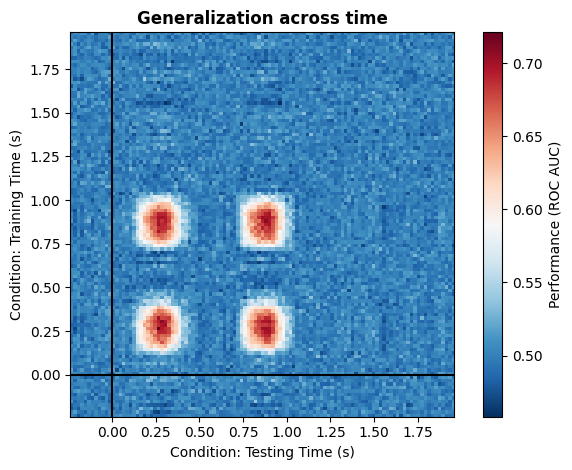 Generalization across time
Condition: Training Time (s)
1.75
1.50
1.25
1.00
0.75
0.50
0.25
0.00
0.00 0.25 0.50 0.75 1.00 1.25 1.50 1.75
Condition: Testing Time (s)
0.70
0.65
0.60
0.55
0.50
Performance (ROC AUC)